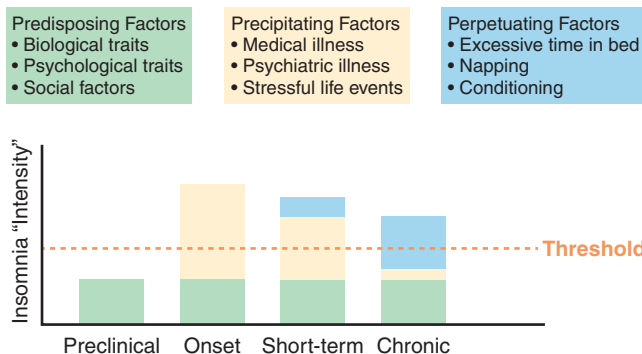 Predisposing Factors
• Biological traits
• Psychological traits
• Social factors
Precipitating Factors
• Medical illness
• Psychiatric illness
• Stressful life events
Perpetuating Factors
• Excessive time in bed
• Napping
• Conditioning
Insomnia “Intensity”
Threshold
Preclinical Onset Short-term Chronic